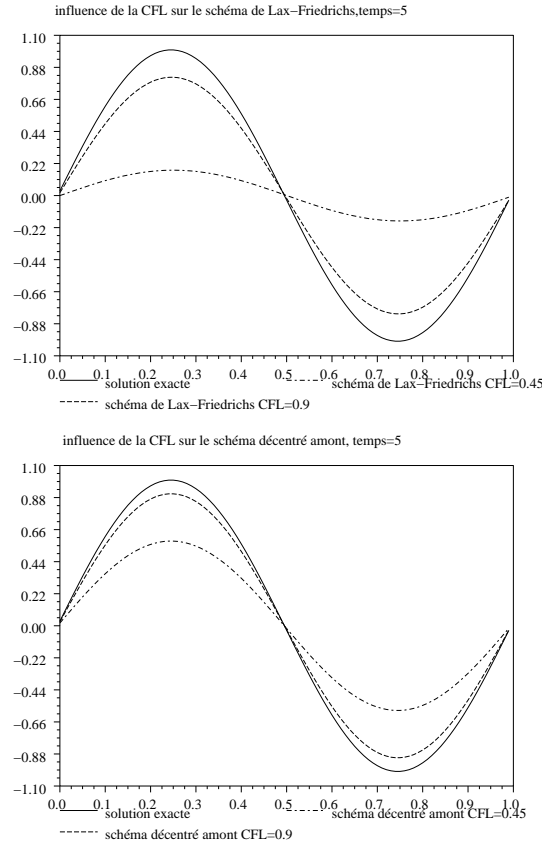 influence de la CFL sur le schéma de Lax−Friedrichs,temps=5
1.10
0.88
0.66
0.44
0.22
0.00
−0.22
−0.44
−0.66
−0.88
−1.10
0.0 0.1 0.2 0.3 0.4 0.5 0.6 0.7 0.8 0.9 1.0
solution exacte
schéma de Lax−Friedrichs CFL=0.45
schéma de Lax−Friedrichs CFL=0.9
influence de la CFL sur le schéma décentré amont, temps=5
1.10
0.88
0.66
0.44
0.22
0.00
−0.22
−0.44
−0.66
−0.88
−1.10
0.0 0.1 0.2 0.3 0.4 0.5 0.6 0.7 0.8 0.9 1.0
solution exacte
schéma décentré amont CFL=0.45
schéma décentré amont CFL=0.9